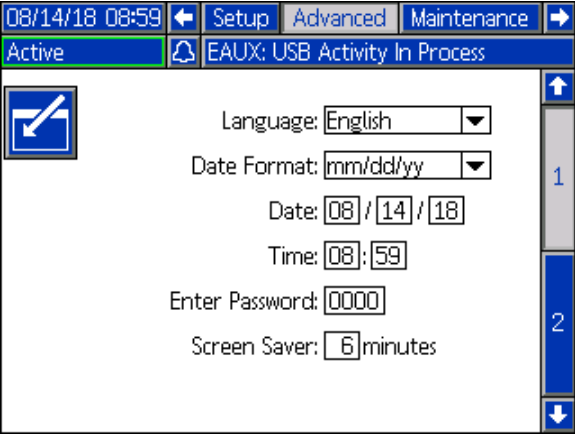 08/14/18 08:59 Setup Advanced Maintenance
Active EAUX: USB Activity In Process
Language: English
Date Format: mm/dd/yy
Date: 08 / 14 / 18
Time: 08 : 59
Enter Password: 0000
Screen Saver: 6 minutes
1
2